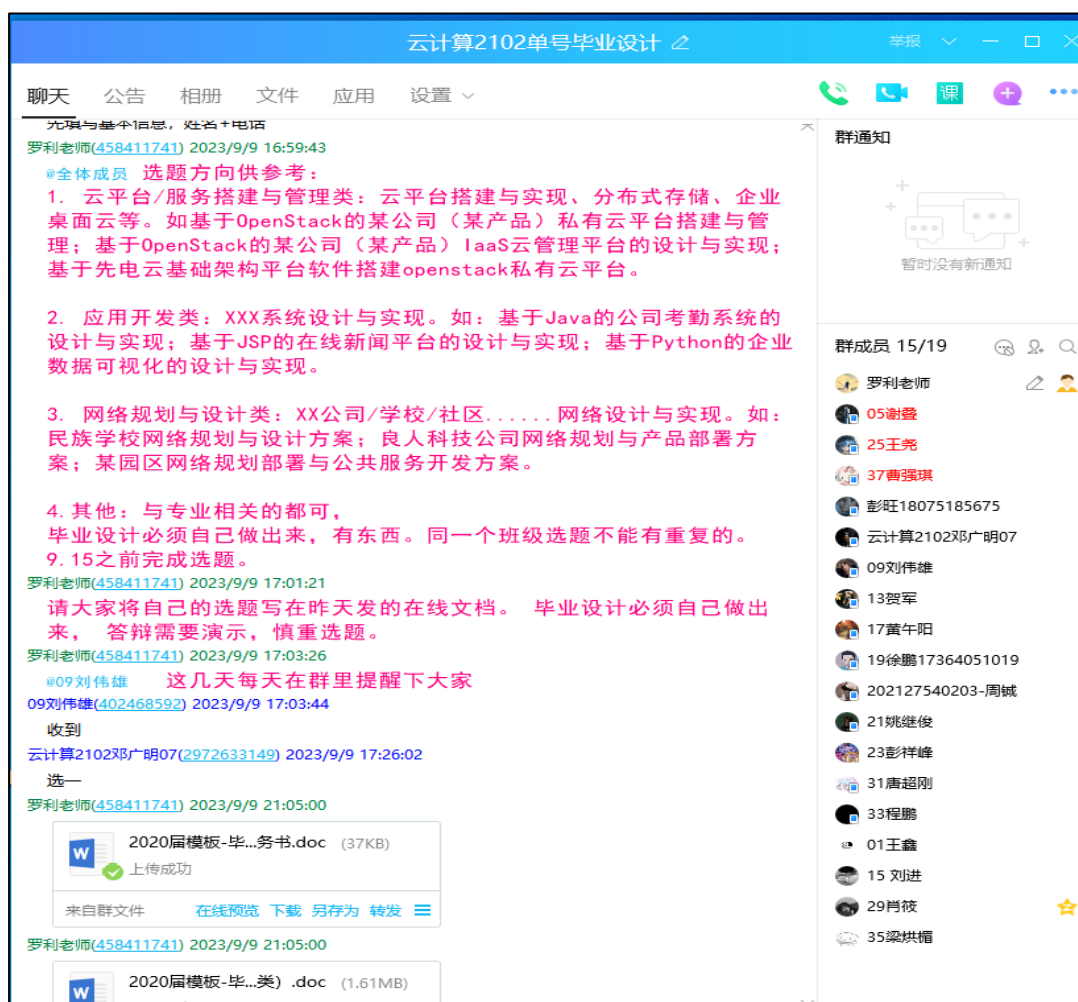 云计算2102单号毕业设计
举报
聊天 公告 相册 文件 应用 设置
课
先填写基本信息，姓名+电话
罗利老师(458411741) 2023/9/9 16:59:43
@全体成员 选题方向供参考：
1. 云平台/服务搭建与管理类：云平台搭建与实现、分布式存储、企业
桌面云等。如基于OpenStack的某公司（某产品）私有云平台搭建与管
理；基于OpenStack的某公司（某产品）IaaS云管理平台的设计与实现；
基于先电云基础架构平台软件搭建openstack私有云平台。
2. 应用开发类：XXX系统设计与实现。如：基于Java的公司考勤系统的
设计与实现；基于JSP的在线新闻平台的设计与实现；基于Python的企业
数据可视化的设计与实现。
3. 网络规划与设计类：XX公司/学校/社区......网络设计与实现。如：
民族学校网络规划与设计方案；良人科技公司网络规划与产品部署方
案；某园区网络规划部署与公共服务开发方案。
4.其他：与专业相关的都可，
毕业设计必须自己做出来，有东西。同一个班级选题不能有重复的。
9.15之前完成选题。
罗利老师(458411741) 2023/9/9 17:01:21
请大家将自己的选题写在昨天发的在线文档。 毕业设计必须自己做出
来， 答辩需要演示，慎重选题。
罗利老师(458411741) 2023/9/9 17:03:26
@09刘伟雄 这几天每天在群里提醒下大家
09刘伟雄(402468592) 2023/9/9 17:03:44
收到
云计算2102邓广明07(2972633149) 2023/9/9 17:26:02
选一
罗利老师(458411741) 2023/9/9 21:05:00
2020届模板-毕...务书.doc (37KB)
上传成功
来自群文件 在线预览 下载 另存为 转发
罗利老师(458411741) 2023/9/9 21:05:00
2020届模板-毕...类）.doc (1.61MB)
群通知
暂时没有新通知
群成员 15/19
罗利老师
05谢叠
25王尧
37曹强琪
彭旺18075185675
云计算2102邓广明07
09刘伟雄
13贺军
17黄午阳
19徐鹏17364051019
202127540203-周铖
21姚继俊
23彭祥峰
31唐超刚
33程鹏
01王鑫
15 刘进
29肖筱
35梁烘楣